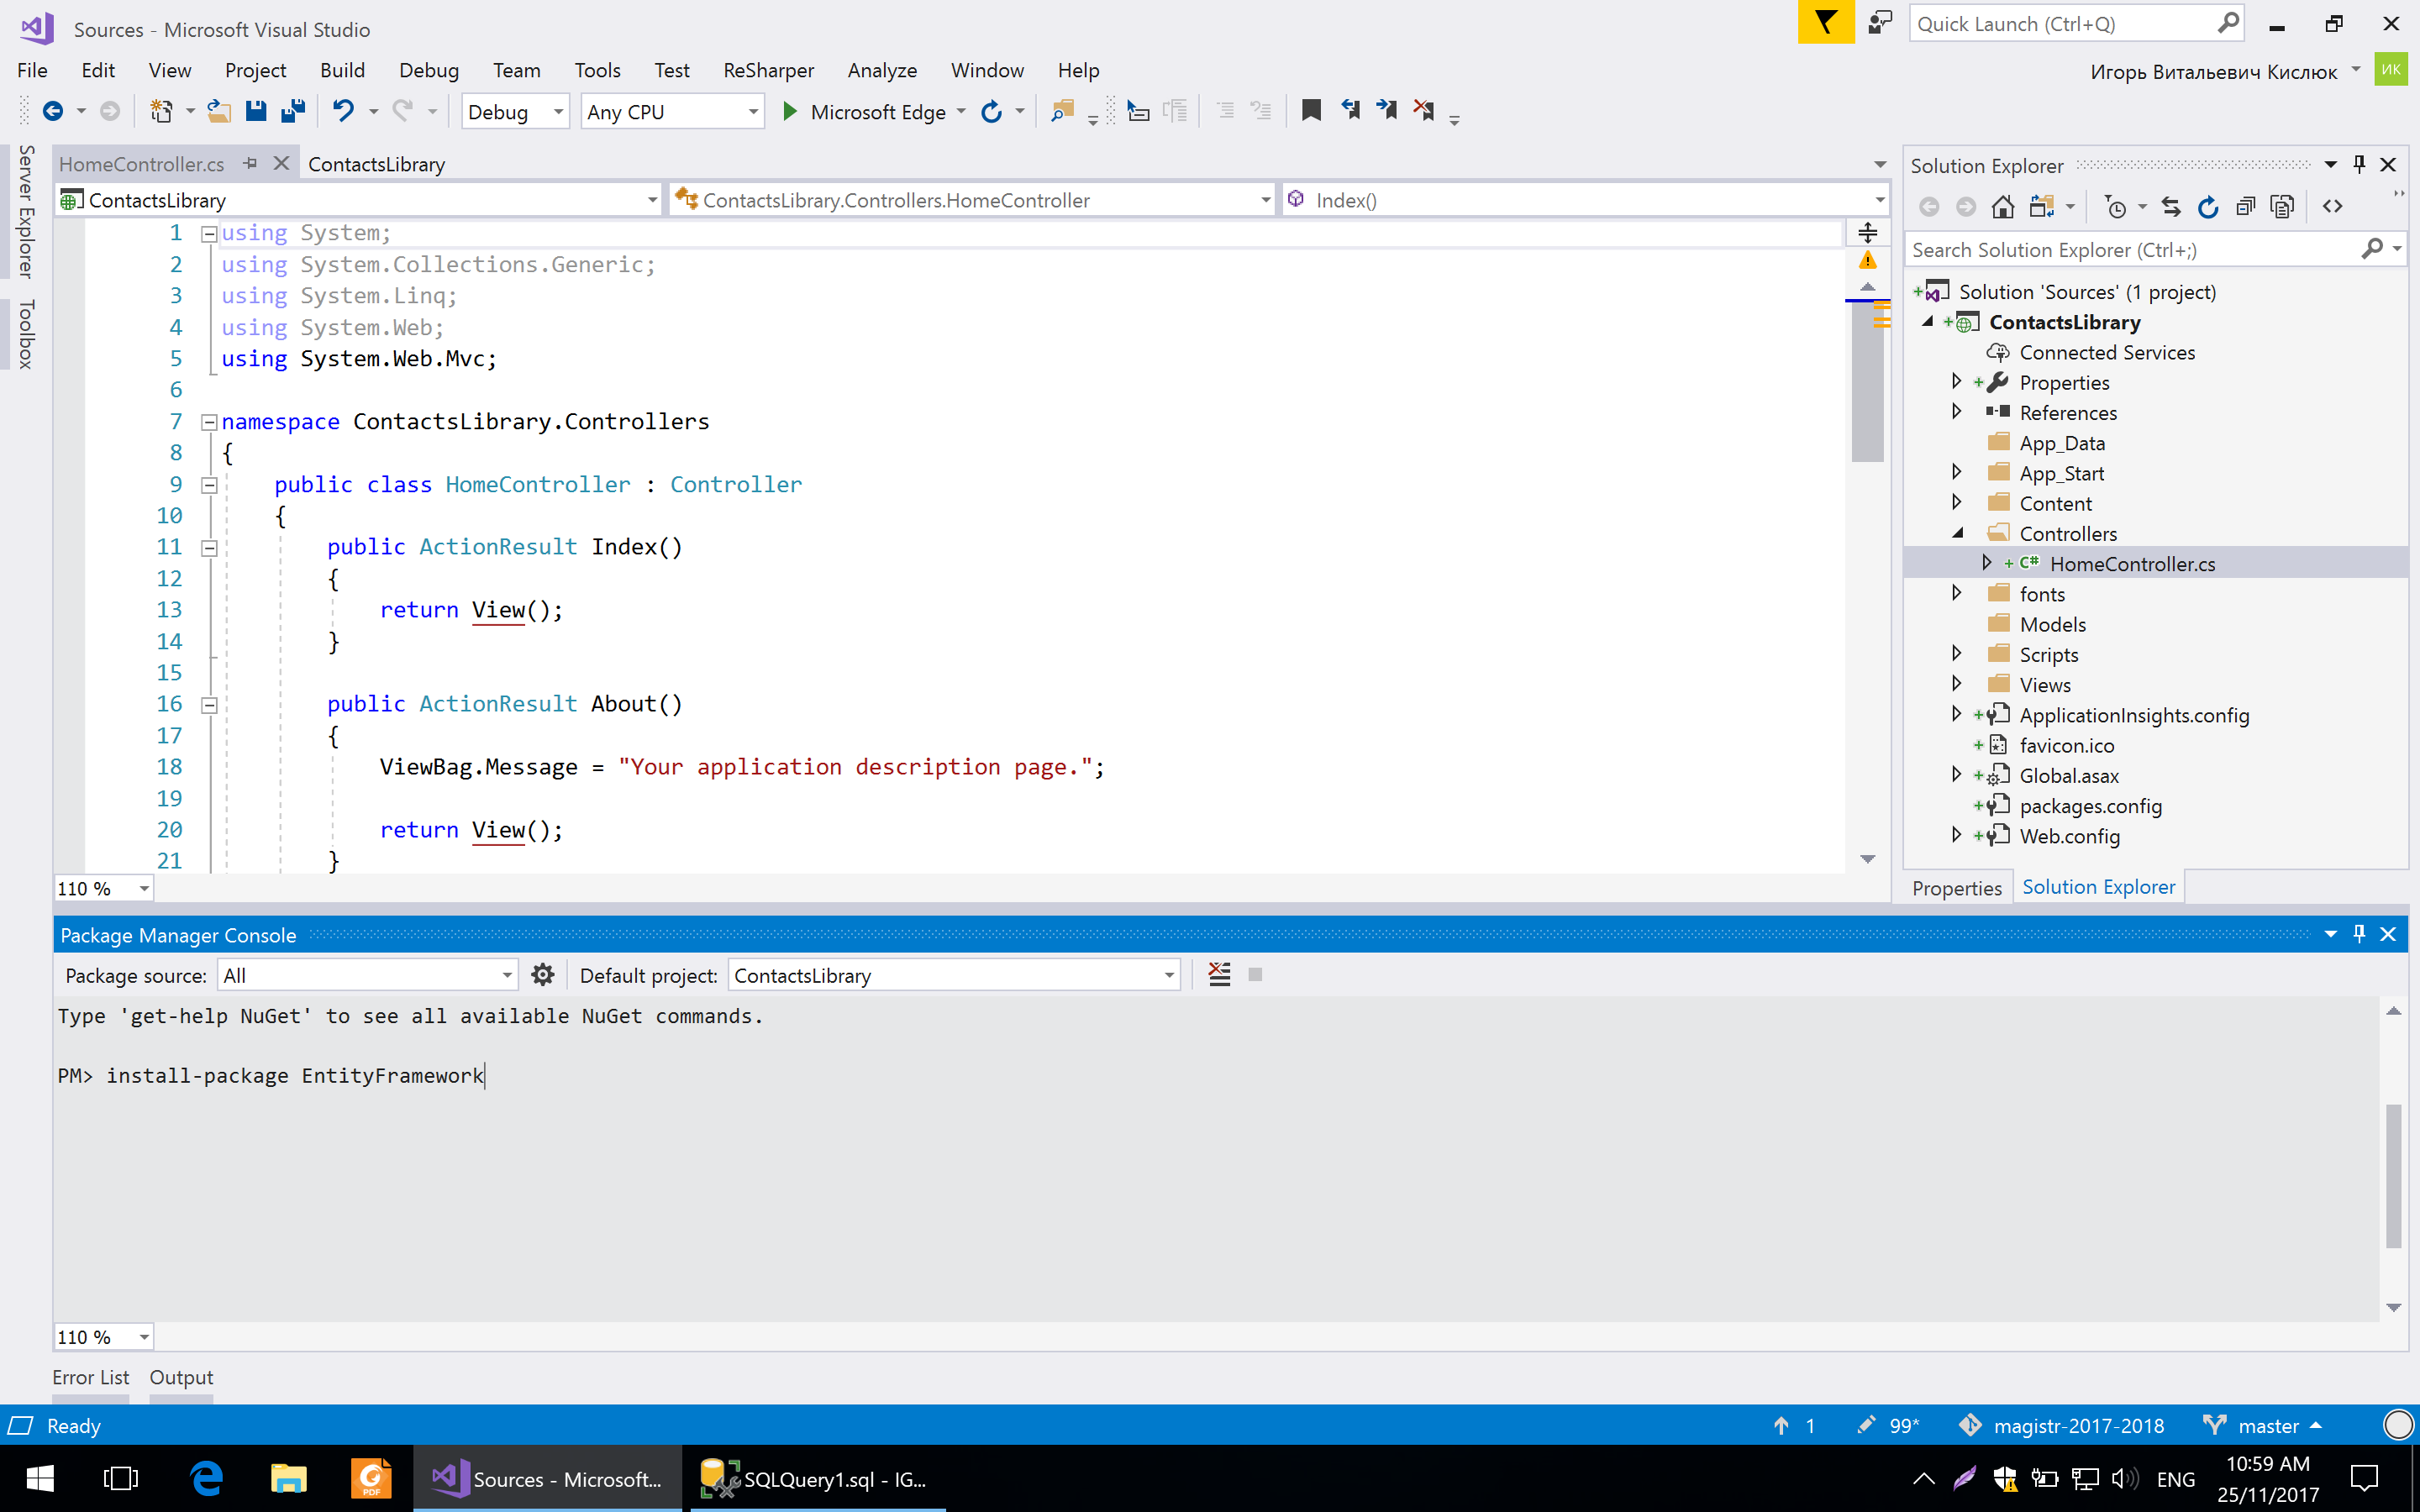 Sources - Microsoft Visual Studio
Quick Launch (Ctrl+Q)
File Edit View Project Build Debug Team Tools Test ReSharper Analyze Window Help
Игорь Витальевич Кислюк
ИК
Debug Any CPU Microsoft Edge
Server Explorer
Toolbox
HomeController.cs ContactsLibrary
ContactsLibrary ContactsLibrary.Controllers.HomeController Index()
1 using System;
2 using System.Collections.Generic;
3 using System.Linq;
4 using System.Web;
5 using System.Web.Mvc;
6
7 namespace ContactsLibrary.Controllers
8 {
9 public class HomeController : Controller
10 {
11 public ActionResult Index()
12 {
13 return View();
14 }
15
16 public ActionResult About()
17 {
18 ViewBag.Message = "Your application description page.";
19
20 return View();
21 }
110 %
Solution Explorer
Search Solution Explorer (Ctrl+;)
Solution 'Sources' (1 project)
ContactsLibrary
Connected Services
Properties
References
App_Data
App_Start
Content
Controllers
C# HomeController.cs
fonts
Models
Scripts
Views
ApplicationInsights.config
favicon.ico
Global.asax
packages.config
Web.config
Properties Solution Explorer
Package Manager Console
Package source: All Default project: ContactsLibrary
Type 'get-help NuGet' to see all available NuGet commands.
PM> install-package EntityFramework
110 %
Error List Output
Ready 1 99* magistr-2017-2018 master
PDF
Sources - Microsoft... SQLQuery1.sql - IG... ENG
10:59 AM
25/11/2017